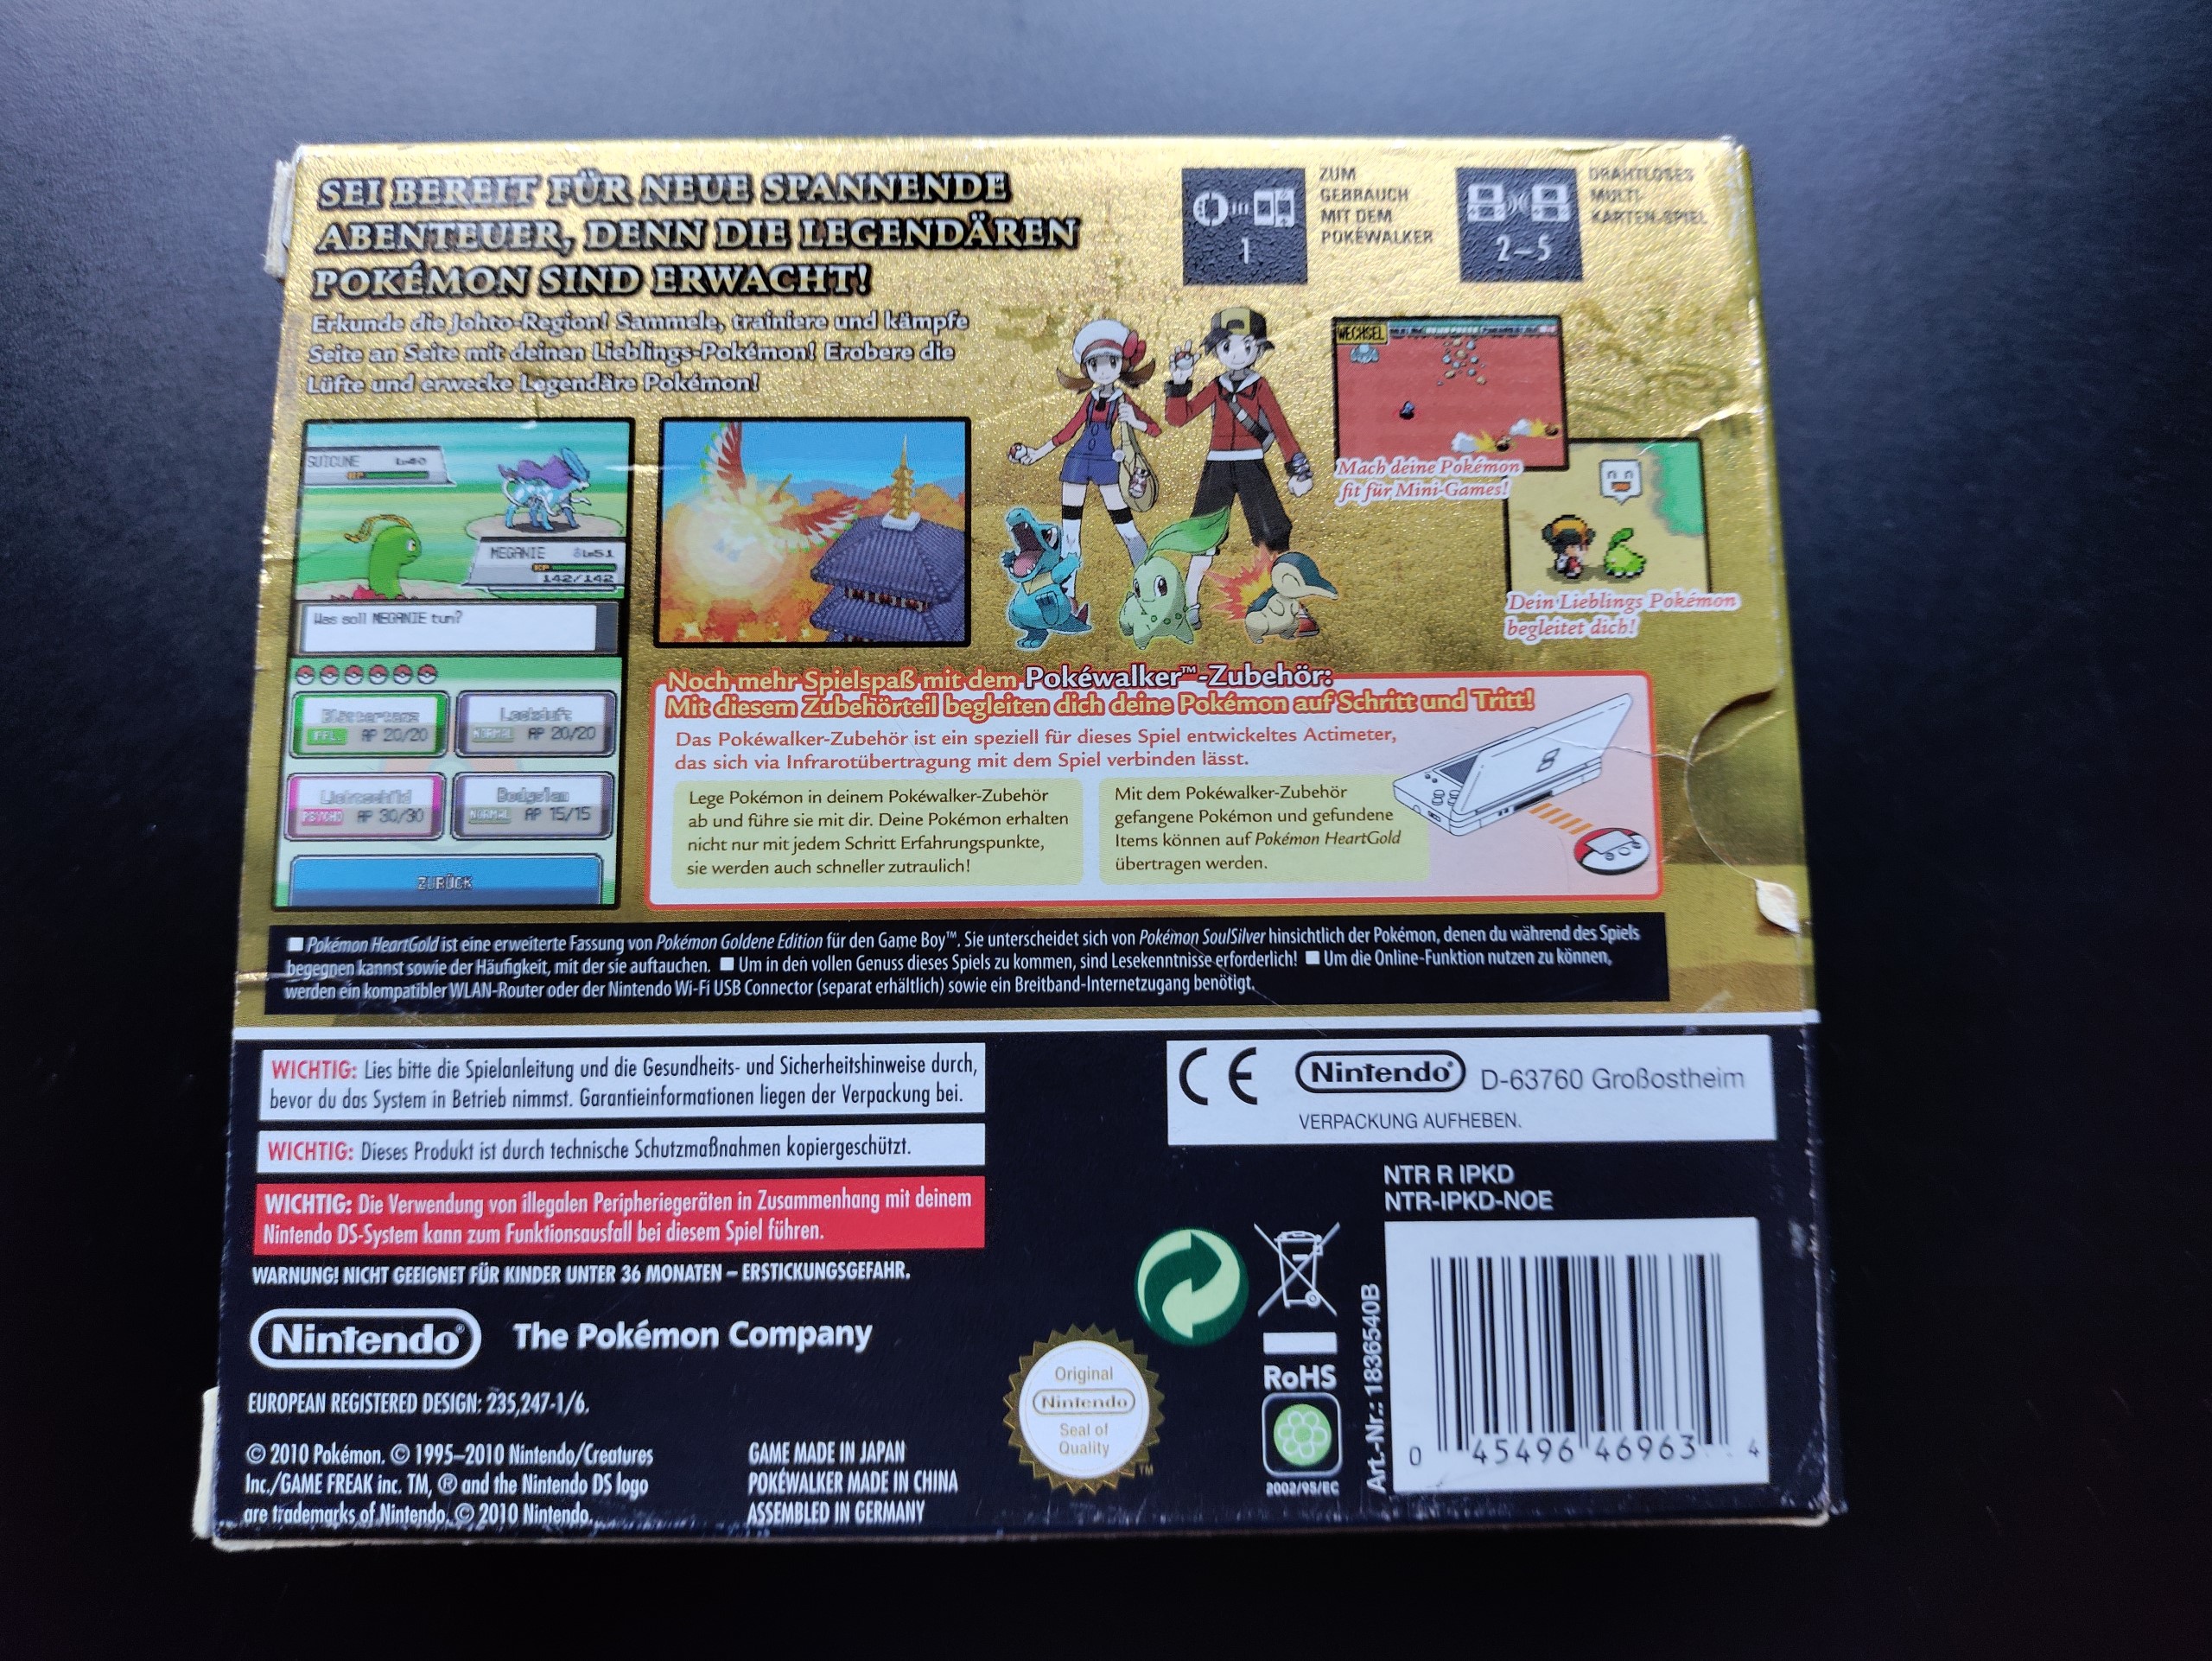 SEI BEREIT FÜR NEUE SPANNENDE
ABENTEUER, DENN DIE LEGENDÄREN
POKÉMON SIND ERWACHT!
Erkunde die Johto-Region! Sammele, trainiere und kämpfe
Seite an Seite mit deinen Lieblings-Pokémon! Erobere die
Lüfte und erwecke Legendäre Pokémon!
1
ZUM
GEBRAUCH
MIT DEM
POKÉWALKER
2–5
DRAHTLOSES
MULTI-
KARTEN-SPIEL
SUICUNE Lv40
KP
MEGANIE Lv51
KP
142/142
Was soll MEGANIE tun?
PFL. AP 20/20
NORMAL AP 20/20
Lichtschild
PSYCHO AP 30/30
Bodyslam
NORMAL AP 15/15
ZURÜCK
WECHSEL
Mach deine Pokémon
fit für Mini-Games!
Dein Lieblings Pokémon
begleitet dich!
Noch mehr Spielspaß mit dem Pokéwalker™-Zubehör:
Mit diesem Zubehörteil begleiten dich deine Pokémon auf Schritt und Tritt!
Das Pokéwalker-Zubehör ist ein speziell für dieses Spiel entwickeltes Actimeter,
das sich via Infrarotübertragung mit dem Spiel verbinden lässt.
Lege Pokémon in deinem Pokéwalker-Zubehör
ab und führe sie mit dir. Deine Pokémon erhalten
nicht nur mit jedem Schritt Erfahrungspunkte,
sie werden auch schneller zutraulich!
Mit dem Pokéwalker-Zubehör
gefangene Pokémon und gefundene
Items können auf Pokémon HeartGold
übertragen werden.
■ Pokémon HeartGold ist eine erweiterte Fassung von Pokémon Goldene Edition für den Game Boy™. Sie unterscheidet sich von Pokémon SoulSilver hinsichtlich der Pokémon, denen du während des Spiels
begegnen kannst sowie der Häufigkeit, mit der sie auftauchen. ■ Um in den vollen Genuss dieses Spiels zu kommen, sind Lesekenntnisse erforderlich! ■ Um die Online-Funktion nutzen zu können,
werden ein kompatibler WLAN-Router oder der Nintendo Wi-Fi USB Connector (separat erhältlich) sowie ein Breitband-Internetzugang benötigt.
WICHTIG: Lies bitte die Spielanleitung und die Gesundheits- und Sicherheitshinweise durch,
bevor du das System in Betrieb nimmst. Garantieinformationen liegen der Verpackung bei.
WICHTIG: Dieses Produkt ist durch technische Schutzmaßnahmen kopiergeschützt.
WICHTIG: Die Verwendung von illegalen Peripheriegeräten in Zusammenhang mit deinem
Nintendo DS-System kann zum Funktionsausfall bei diesem Spiel führen.
WARNUNG! NICHT GEEIGNET FÜR KINDER UNTER 36 MONATEN – ERSTICKUNGSGEFAHR.
Nintendo® The Pokémon Company
EUROPEAN REGISTERED DESIGN: 235,247-1/6.
© 2010 Pokémon. © 1995–2010 Nintendo/Creatures
Inc./GAME FREAK inc. TM, ® and the Nintendo DS logo
are trademarks of Nintendo. © 2010 Nintendo.
GAME MADE IN JAPAN
POKÉWALKER MADE IN CHINA
ASSEMBLED IN GERMANY
CE Nintendo® D-63760 Großostheim
VERPACKUNG AUFHEBEN.
NTR R IPKD
NTR-IPKD-NOE
Original
Nintendo
Seal of
Quality
TM
RoHS
2002/95/EC
Art.-Nr.: 1836540B
0 45496 46963 4